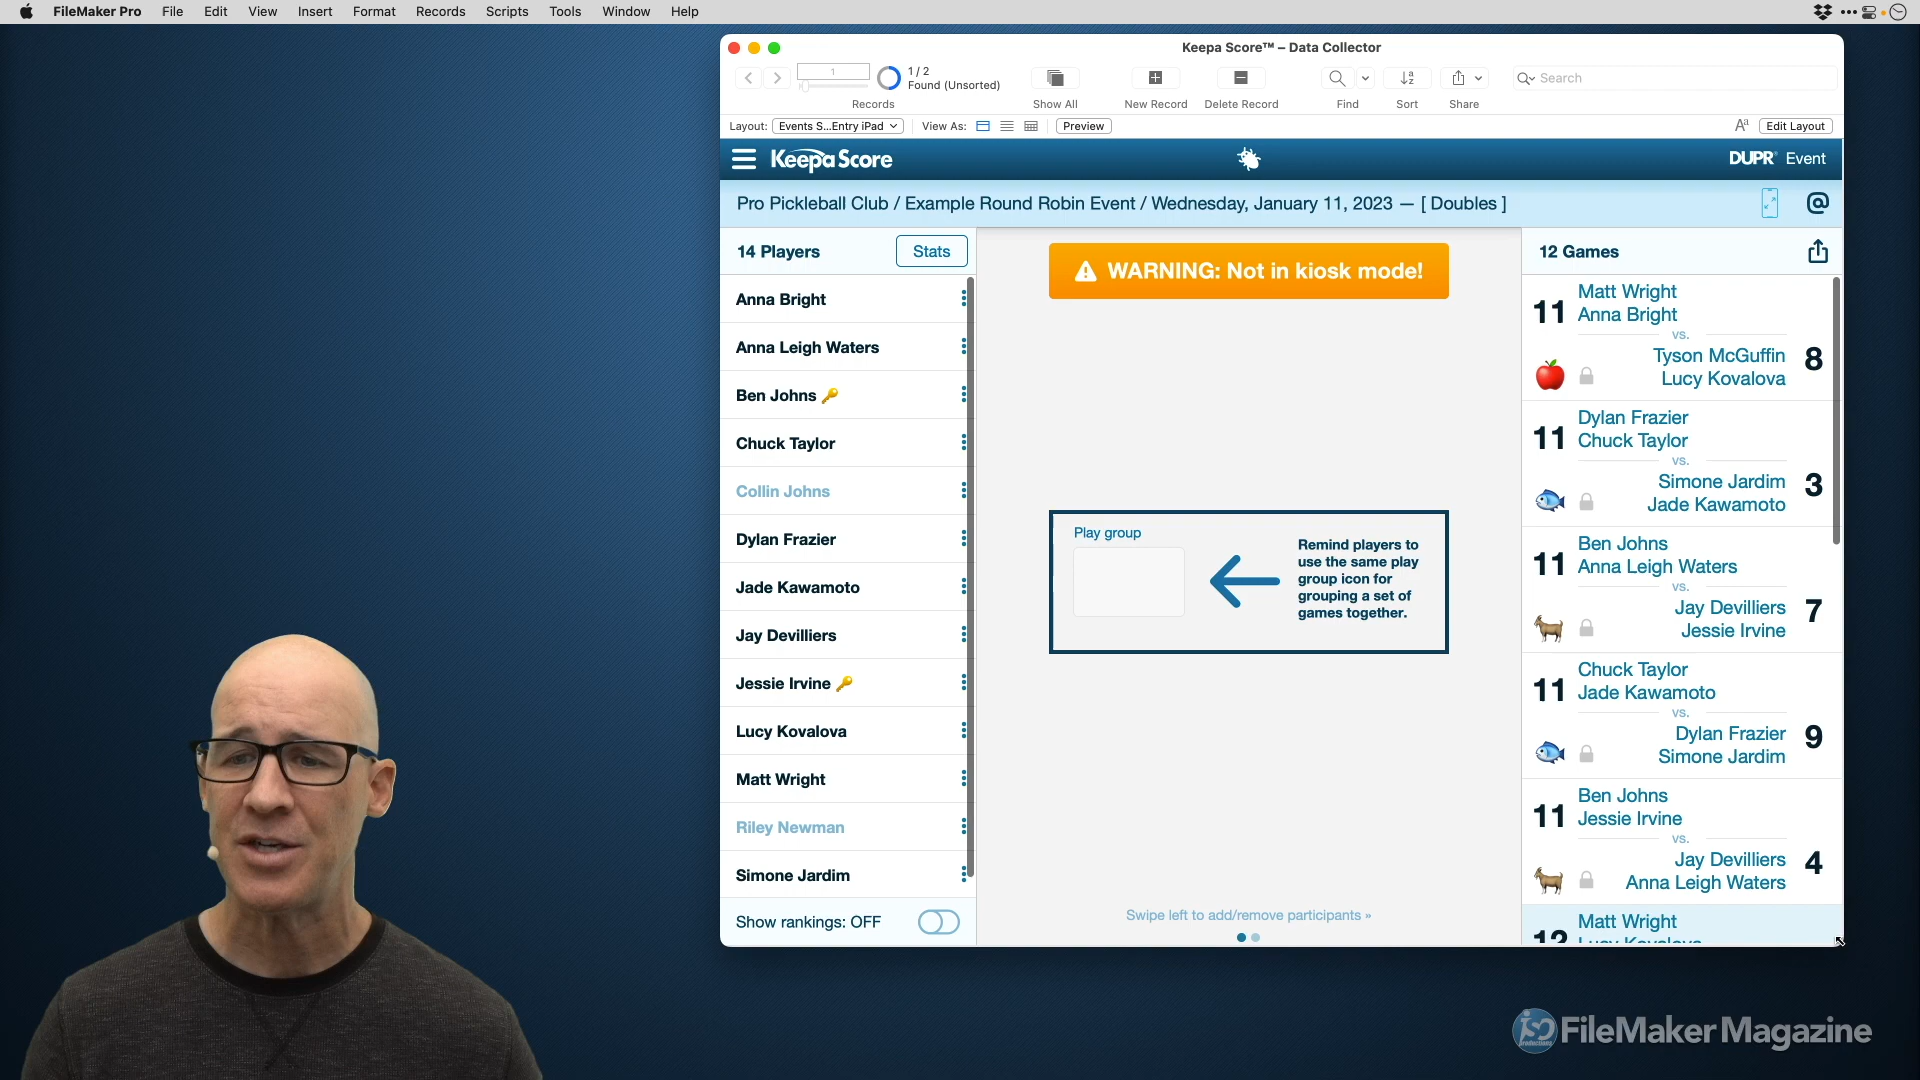 FileMaker Pro File Edit View Insert Format Records Scripts Tools Window Help
Keepa Score™ – Data Collector
1
1 / 2
Found (Unsorted)
Search
Records
Show All
New Record
Delete Record
Find
Sort
Share
Layout: Events S...Entry iPad View As: Preview Aa Edit Layout
Keepa Score
DUPR Event
Pro Pickleball Club / Example Round Robin Event / Wednesday, January 11, 2023 — [ Doubles ]
@
14 Players
Stats
Anna Bright
Anna Leigh Waters
Ben Johns
Chuck Taylor
Collin Johns
Dylan Frazier
Jade Kawamoto
Jay Devilliers
Jessie Irvine
Lucy Kovalova
Matt Wright
Riley Newman
Simone Jardim
Show rankings: OFF
WARNING: Not in kiosk mode!
Play group
Remind players to
use the same play
group icon for
grouping a set of
games together.
Swipe left to add/remove participants »
12 Games
11
Matt Wright
Anna Bright
vs.
Tyson McGuffin
Lucy Kovalova
8
11
Dylan Frazier
Chuck Taylor
vs.
Simone Jardim
Jade Kawamoto
3
11
Ben Johns
Anna Leigh Waters
vs.
Jay Devilliers
Jessie Irvine
7
11
Chuck Taylor
Jade Kawamoto
vs.
Dylan Frazier
Simone Jardim
9
11
Ben Johns
Jessie Irvine
vs.
Jay Devilliers
Anna Leigh Waters
4
12
Matt Wright
Lucy Kovalova
iso
productions
FileMaker Magazine